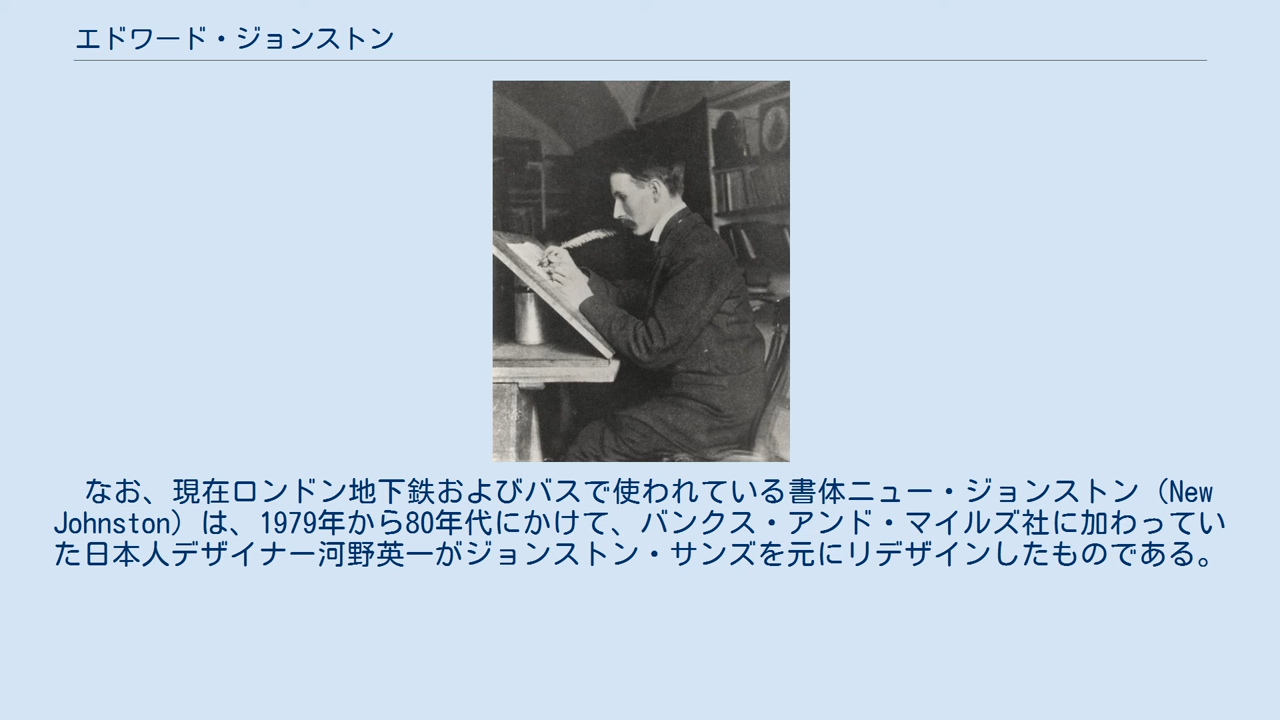 エドワード・ジョンストン
なお、現在ロンドン地下鉄およびバスで使われている書体ニュー・ジョンストン（New
Johnston）は、1979年から80年代にかけて、バンクス・アンド・マイルズ社に加わってい
た日本人デザイナー河野英一がジョンストン・サンズを元にリデザインしたものである。